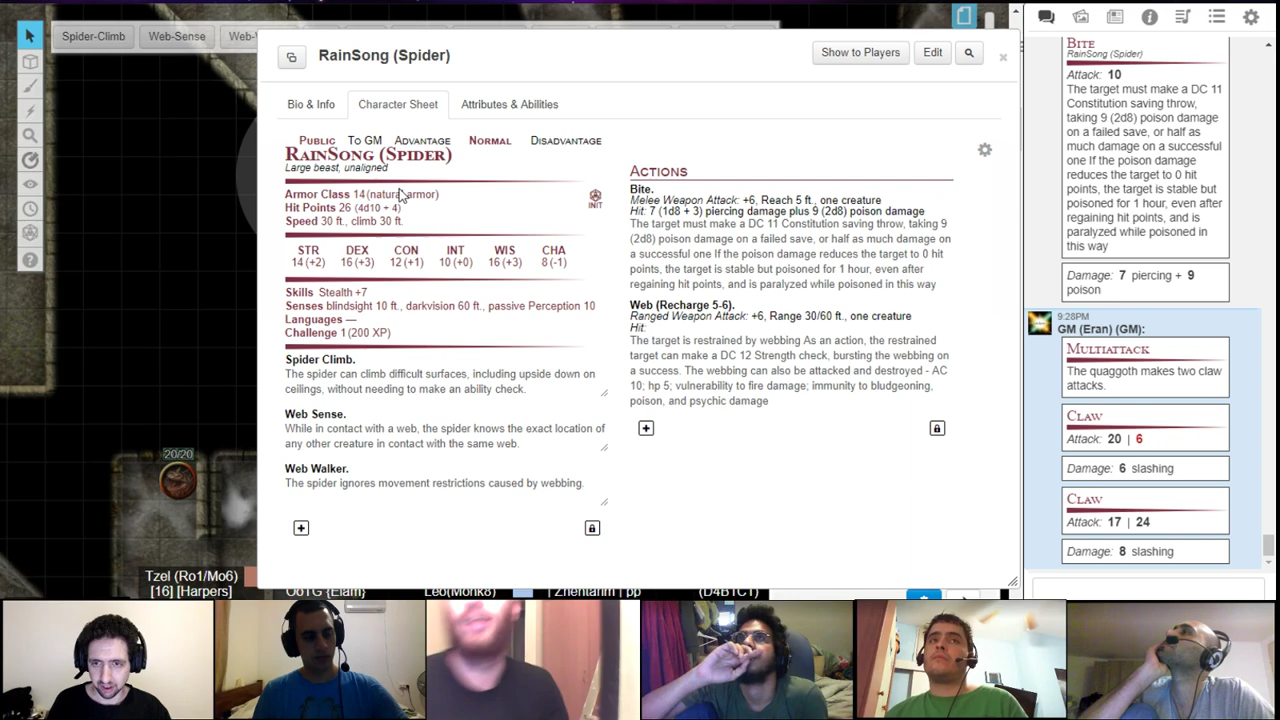 Spider-Climb
Web-Sense
RainSong (Spider)
Show to Players
Edit
Bio & Info
Character Sheet
Attributes & Abilities
Public To GM Advantage Normal Disadvantage
RainSong (Spider)
Large beast, unaligned
Armor Class 14 (natural armor)
Hit Points 26 (4d10 + 4)
Speed 30 ft., climb 30 ft.
INIT
STR DEX CON INT WIS CHA
14 (+2) 16 (+3) 12 (+1) 10 (+0) 16 (+3) 8 (-1)
Skills Stealth +7
Senses blindsight 10 ft., darkvision 60 ft., passive Perception 10
Languages —
Challenge 1 (200 XP)
Spider Climb.
The spider can climb difficult surfaces, including upside down on
ceilings, without needing to make an ability check.
Web Sense.
While in contact with a web, the spider knows the exact location of
any other creature in contact with the same web.
Web Walker.
The spider ignores movement restrictions caused by webbing.
Actions
Bite.
Melee Weapon Attack: +6, Reach 5 ft., one creature
Hit: 7 (1d8 + 3) piercing damage plus 9 (2d8) poison damage
The target must make a DC 11 Constitution saving throw, taking 9
(2d8) poison damage on a failed save, or half as much damage on
a successful one If the poison damage reduces the target to 0 hit
points, the target is stable but poisoned for 1 hour, even after
regaining hit points, and is paralyzed while poisoned in this way
Web (Recharge 5-6).
Ranged Weapon Attack: +6, Range 30/60 ft., one creature
Hit:
The target is restrained by webbing As an action, the restrained
target can make a DC 12 Strength check, bursting the webbing on
a success. The webbing can also be attacked and destroyed - AC
10; hp 5; vulnerability to fire damage; immunity to bludgeoning,
poison, and psychic damage
Bite
RainSong (Spider)
Attack: 10
The target must make a DC 11
Constitution saving throw,
taking 9 (2d8) poison damage
on a failed save, or half as
much damage on a successful
one If the poison damage
reduces the target to 0 hit
points, the target is stable but
poisoned for 1 hour, even after
regaining hit points, and is
paralyzed while poisoned in
this way
Damage: 7 piercing + 9
poison
9:28PM
GM (Eran) (GM):
Multiattack
The quaggoth makes two claw
attacks.
Claw
Attack: 20 | 6
Damage: 6 slashing
Claw
Attack: 17 | 24
Damage: 8 slashing
20/20
Tzel (Ro1/Mo6)
[16] [Harpers]
OoTG {Elam}
Leo(Monk8)
| Zhentarim | pp
(D4BTC1)